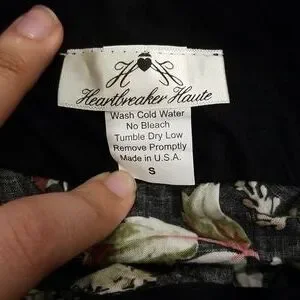 H H
Heartbreaker Haute
Wash Cold Water
No Bleach
Tumble Dry Low
Remove Promptly
Made in U.S.A.
S